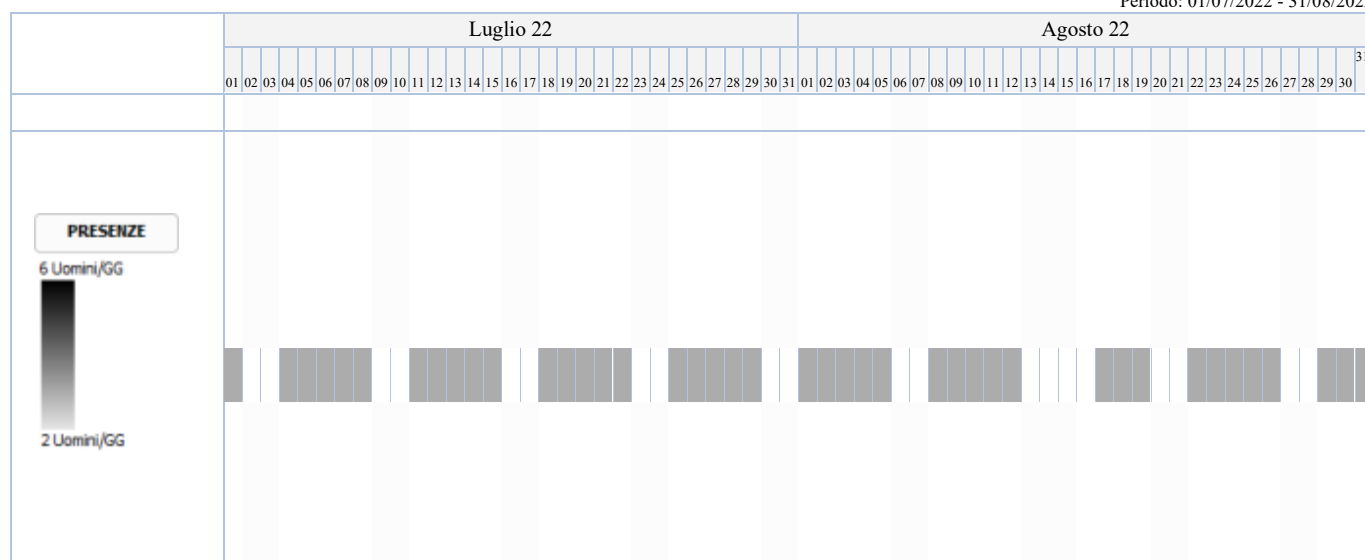 Periodo: 01/07/2022 - 31/08/202
Luglio 22 Agosto 22
01 02 03 04 05 06 07 08 09 10 11 12 13 14 15 16 17 18 19 20 21 22 23 24 25 26 27 28 29 30 31 01 02 03 04 05 06 07 08 09 10 11 12 13 14 15 16 17 18 19 20 21 22 23 24 25 26 27 28 29 30 31
PRESENZE
6 Uomini/GG
2 Uomini/GG